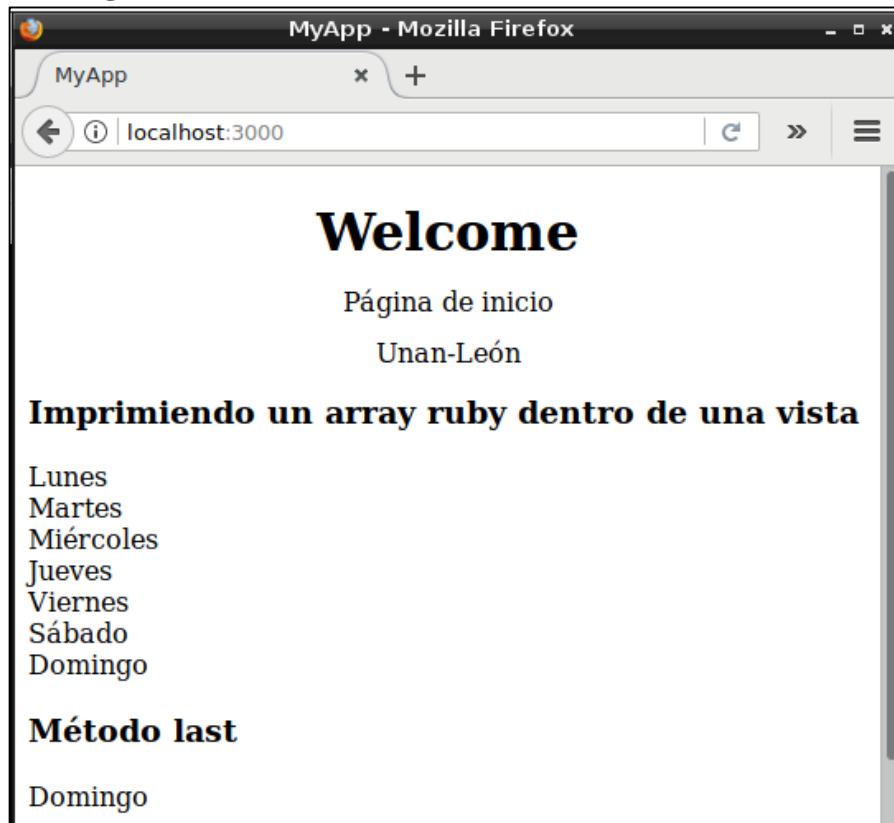 MyApp - Mozilla Firefox
MyApp
localhost:3000
Welcome
Página de inicio
Unan-León
Imprimiendo un array ruby dentro de una vista
Lunes
Martes
Miércoles
Jueves
Viernes
Sábado
Domingo
Método last
Domingo